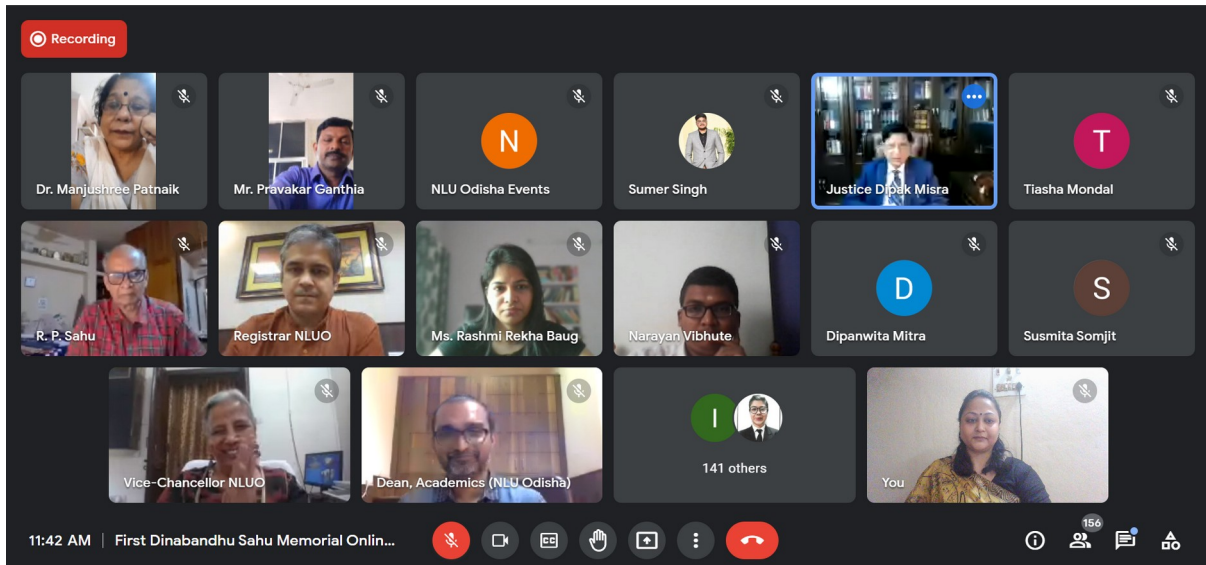 Recording
Dr. Manjushree Patnaik
Mr. Pravakar Ganthia
N
NLU Odisha Events
Sumer Singh
Justice Dipak Misra
T
Tiasha Mondal
R. P. Sahu
Registrar NLUO
Ms. Rashmi Rekha Baug
Narayan Vibhute
D
Dipanwita Mitra
S
Susmita Somjit
Vice-Chancellor NLUO
Dean, Academics (NLU Odisha)
I
141 others
You
11:42 AM | First Dinabandhu Sahu Memorial Onlin...
CC
156